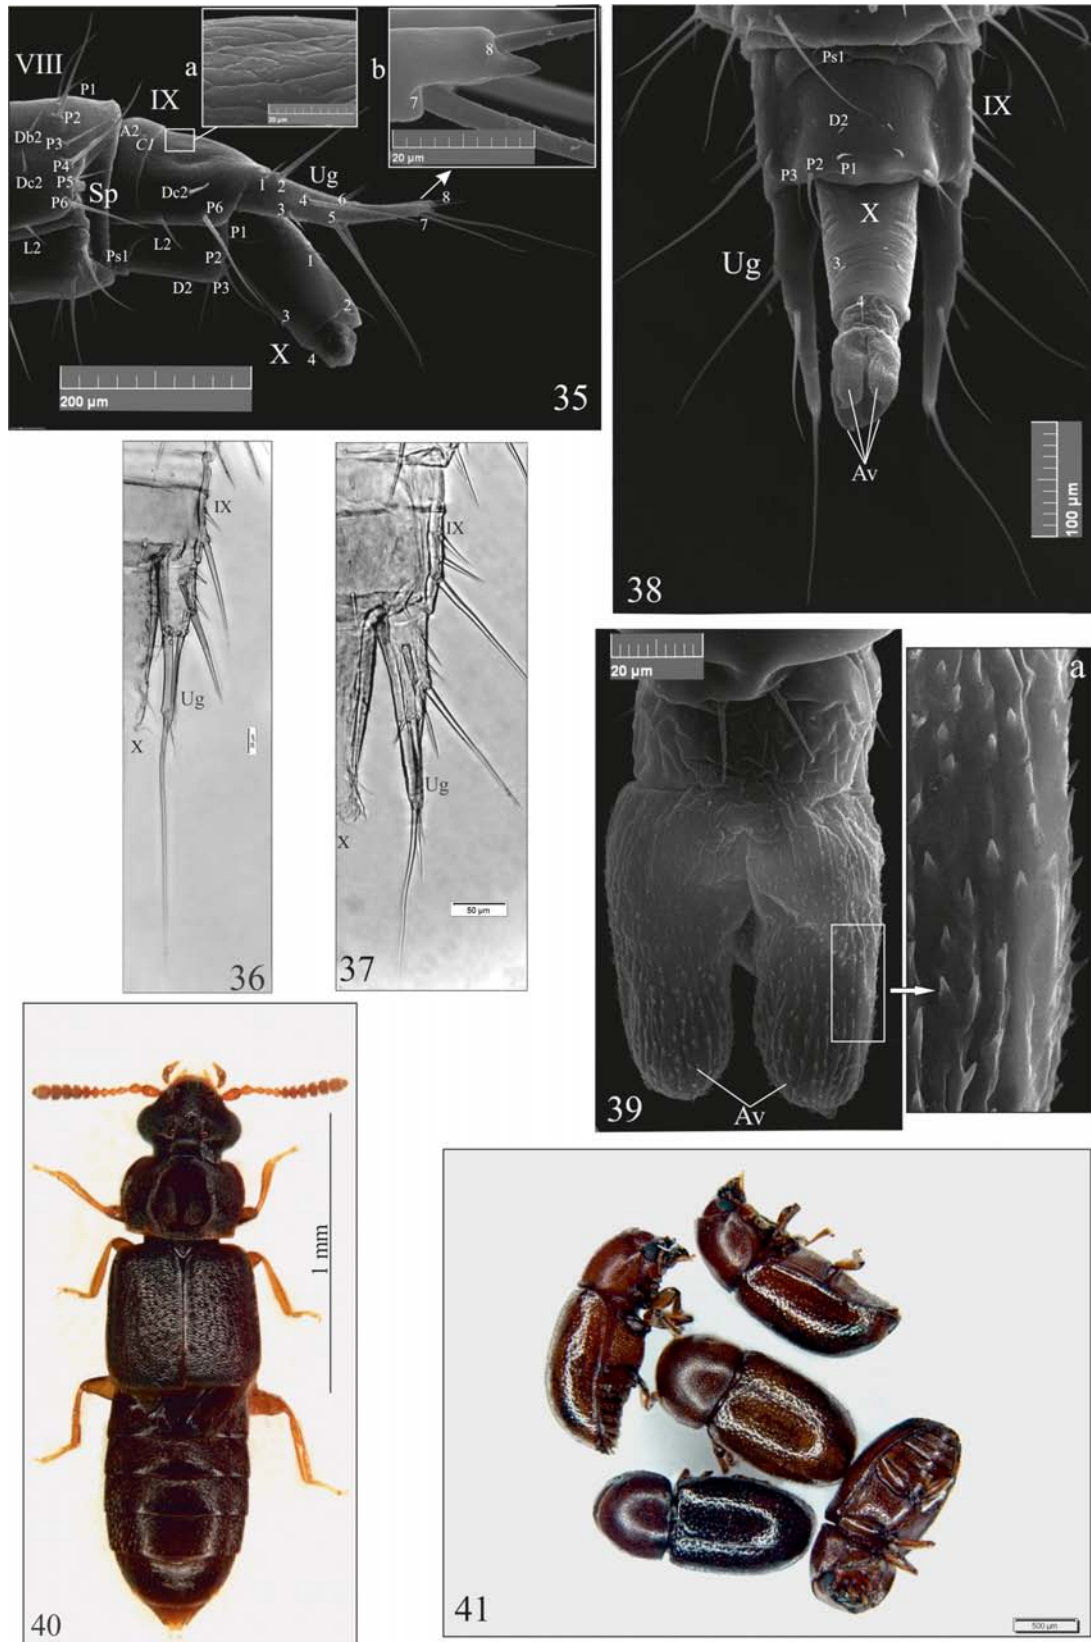 VIII
P1
P2
Db2
P3
P4
Dc2
P5
Sp
P6
L2
Ps1
A2
C1
IX
a
20 µm
Dc2
P6
P1
L2
P2
D2
P3
1
2
Ug
4
6
3
5
8
7
1
3
2
X
4
200 µm
35
b
8
7
20 µm
Ps1
IX
D2
P2
P1
P3
X
Ug
3
4
Av
100 µm
38
IX
Ug
X
36
IX
Ug
X
50 µm
37
20 µm
a
Av
39
1 mm
40
41
500 µm